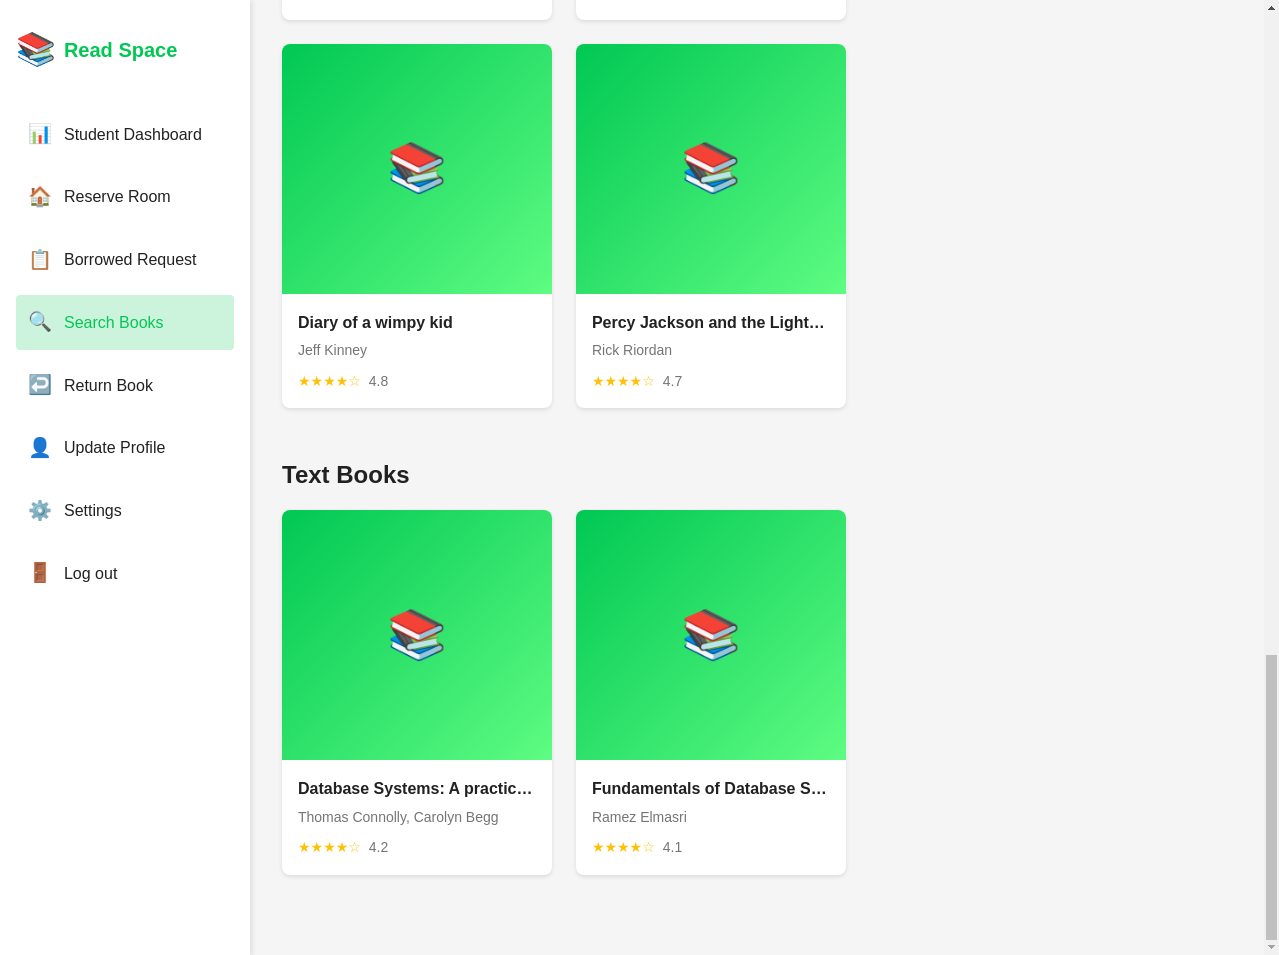 Read Space
Student Dashboard
Reserve Room
Borrowed Request
Search Books
Return Book
Update Profile
Settings
Log out
Diary of a wimpy kid
Jeff Kinney
★★★★☆ 4.8
Percy Jackson and the Light...
Rick Riordan
★★★★☆ 4.7
Text Books
Database Systems: A practic...
Thomas Connolly, Carolyn Begg
★★★★☆ 4.2
Fundamentals of Database S...
Ramez Elmasri
★★★★☆ 4.1